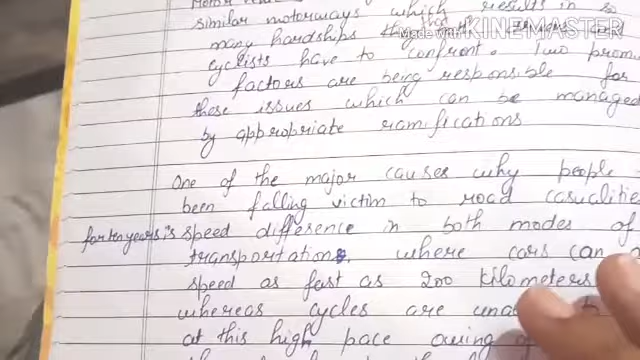 similar motorways which results in so
many hardships that
Made with KINEMASTER
cyclists have to confront. Two prom
factors are being responsible for
these issues which can be managed
by appropriate ramifications
One of the major causes why people
been falling victim to road casualities
for ten years is speed difference in both modes of
transportation. where cars can
speed as fast as 200 kilometers
whereas cycles are una
at this high pace owing